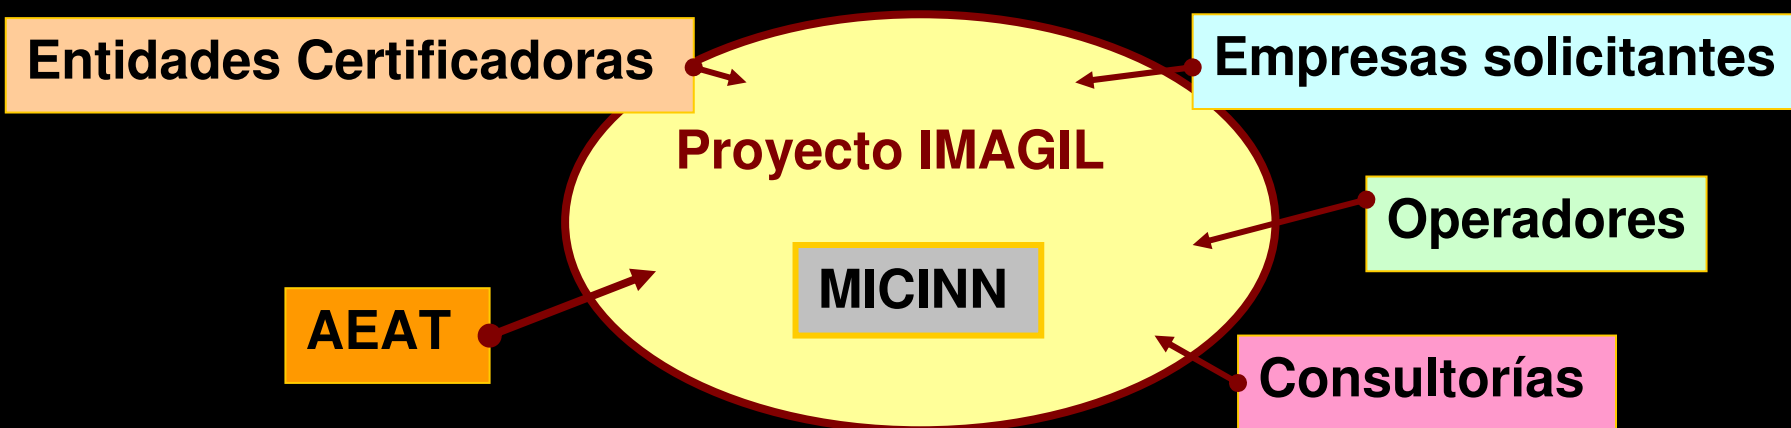 Entidades Certificadoras
Empresas solicitantes
Proyecto IMAGIL
Operadores
MICINN
AEAT
Consultorías